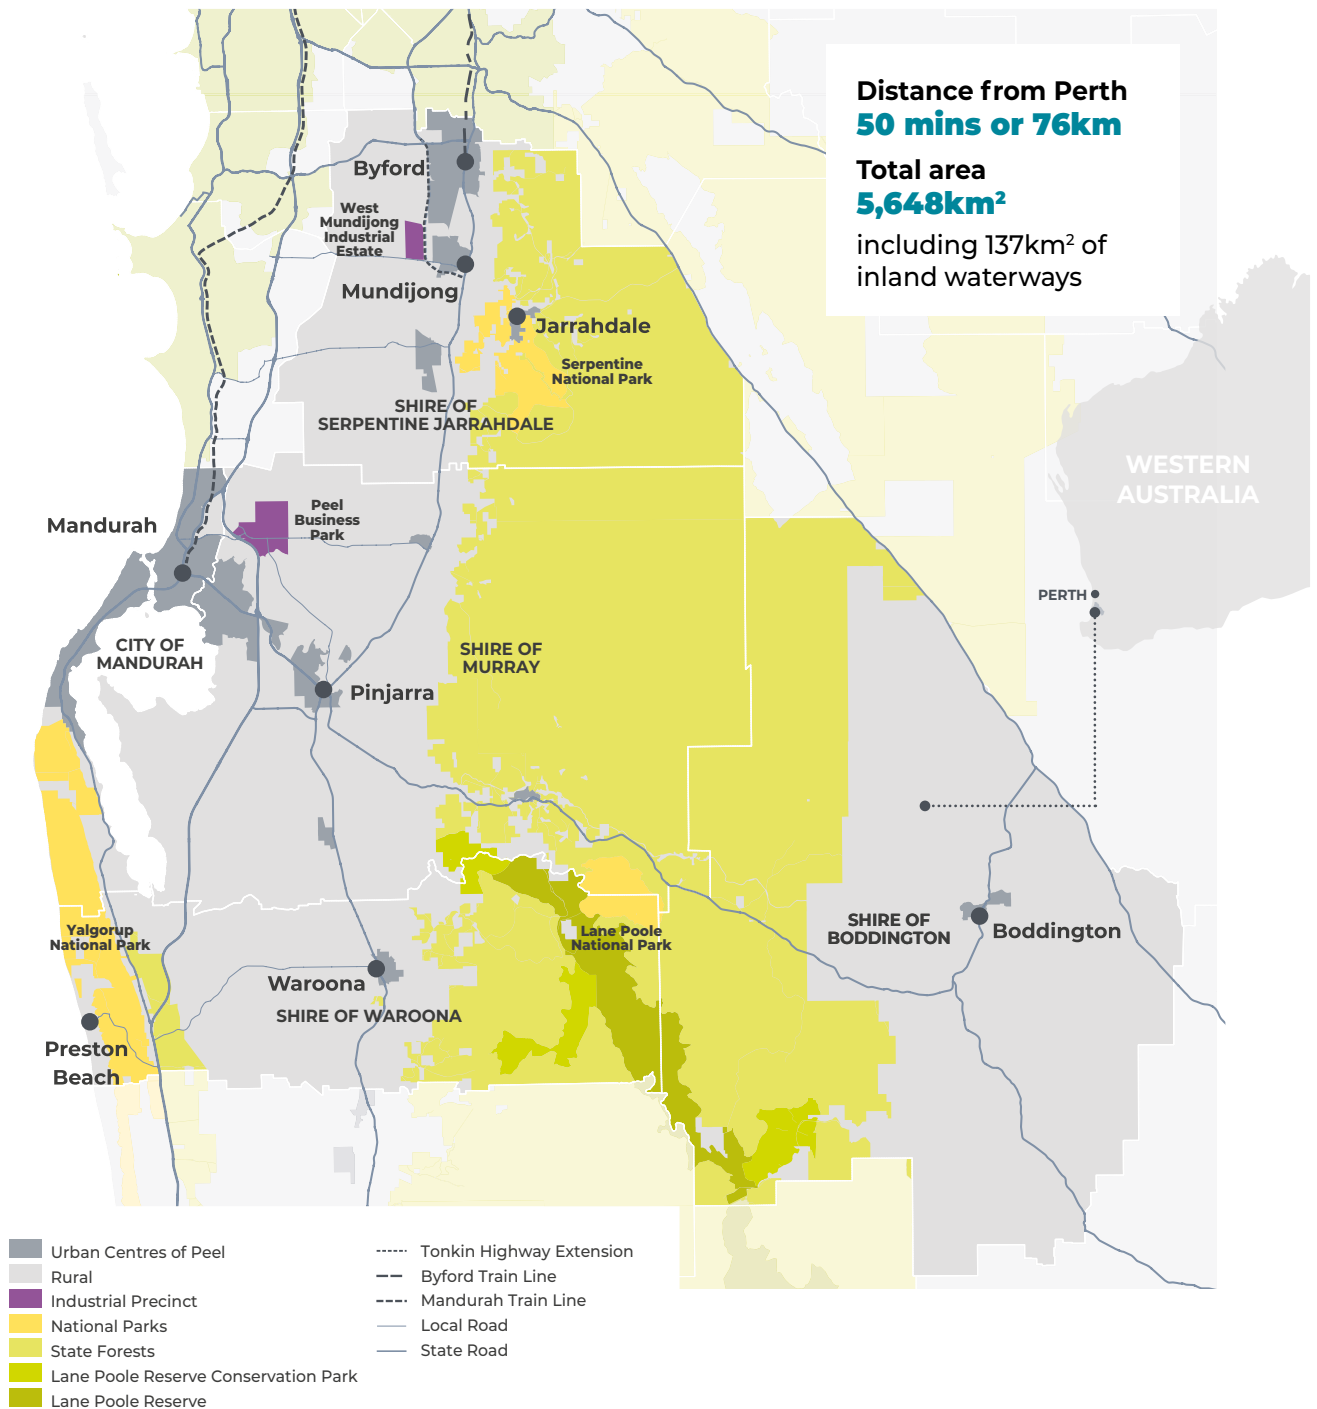 Distance from Perth
50 mins or 76km
Total area
5,648km²
including 137km² of
inland waterways
Byford
West
Mundijong
Industrial
Estate
Mundijong
Jarrahdale
Serpentine
National Park
SHIRE OF
SERPENTINE JARRAHDALE
WESTERN
AUSTRALIA
Peel
Business
Park
Mandurah
PERTH
CITY OF
MANDURAH
SHIRE OF
MURRAY
Pinjarra
Yalgorup
National Park
Lane Poole
National Park
SHIRE OF
BODDINGTON
Boddington
Waroona
SHIRE OF WAROONA
Preston
Beach
Urban Centres of Peel
Rural
Industrial Precinct
National Parks
State Forests
Lane Poole Reserve Conservation Park
Lane Poole Reserve
Tonkin Highway Extension
Byford Train Line
Mandurah Train Line
Local Road
State Road